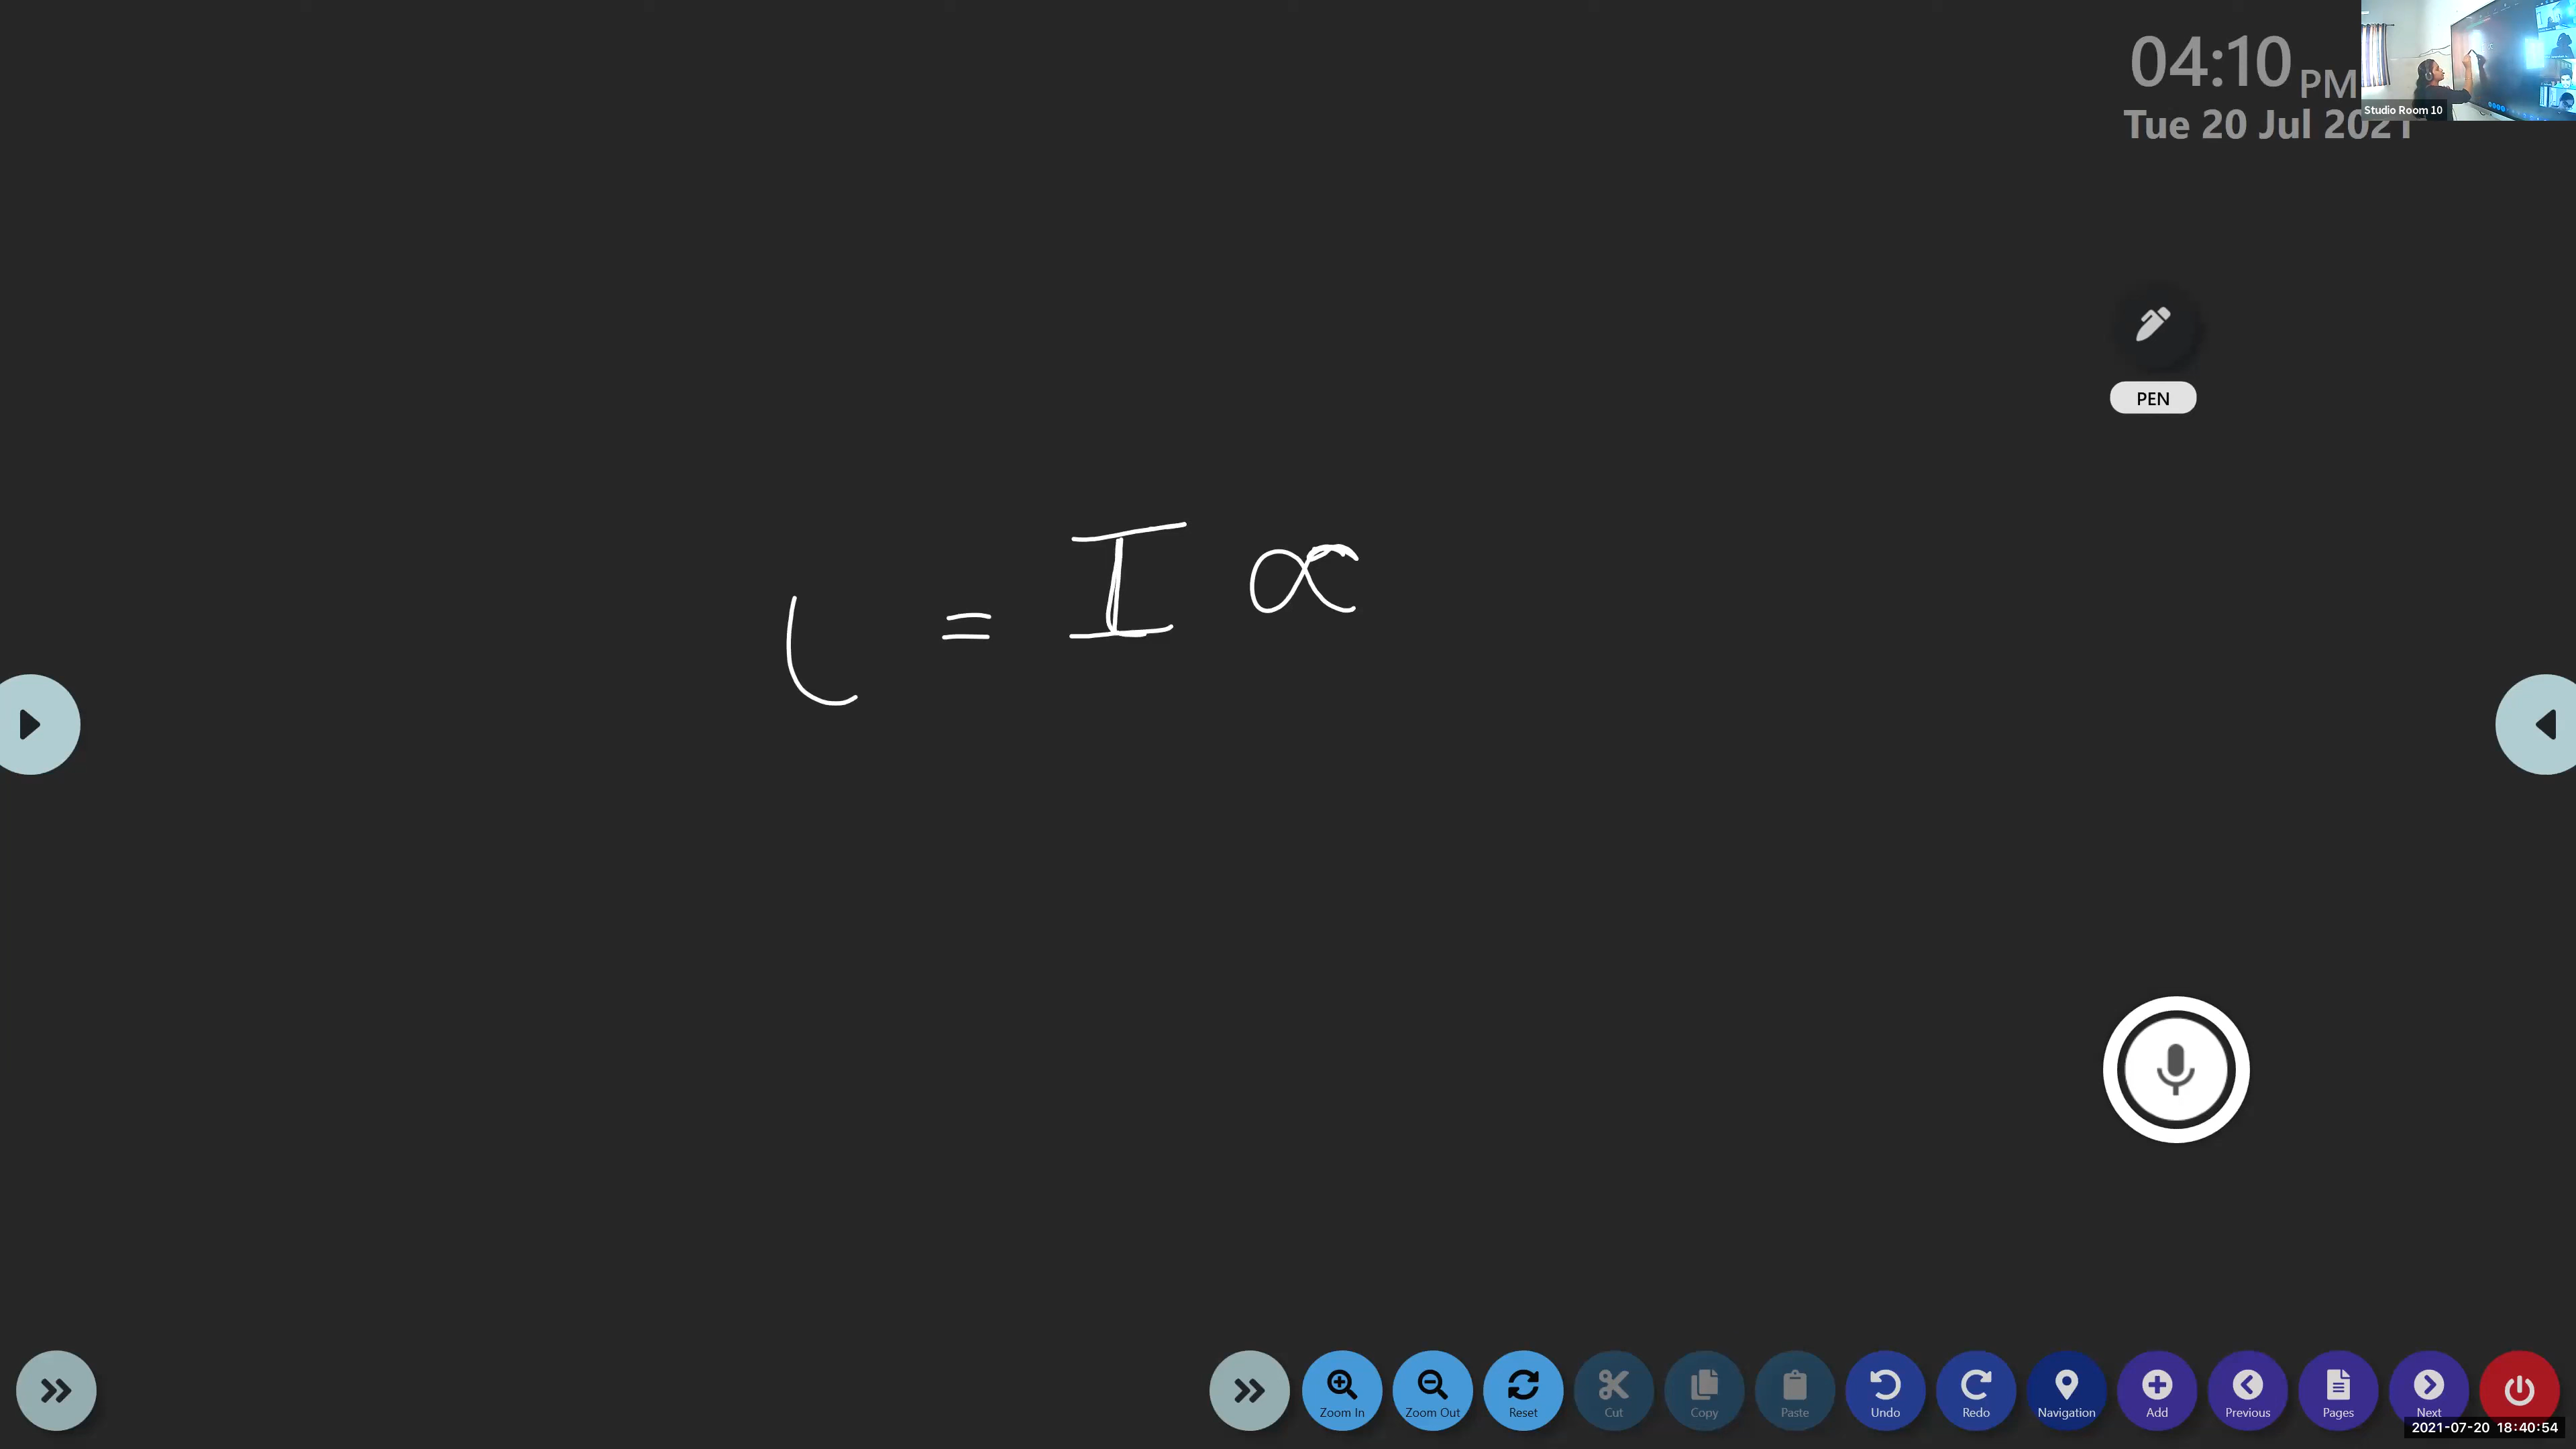 04:10 PM
Studio Room 10
Tue 20 Jul 2021
PEN
= I α
Zoom In Zoom Out Reset Cut Copy Paste Undo Redo Navigation Add Previous Pages Next
2021-07-20 18:40:54